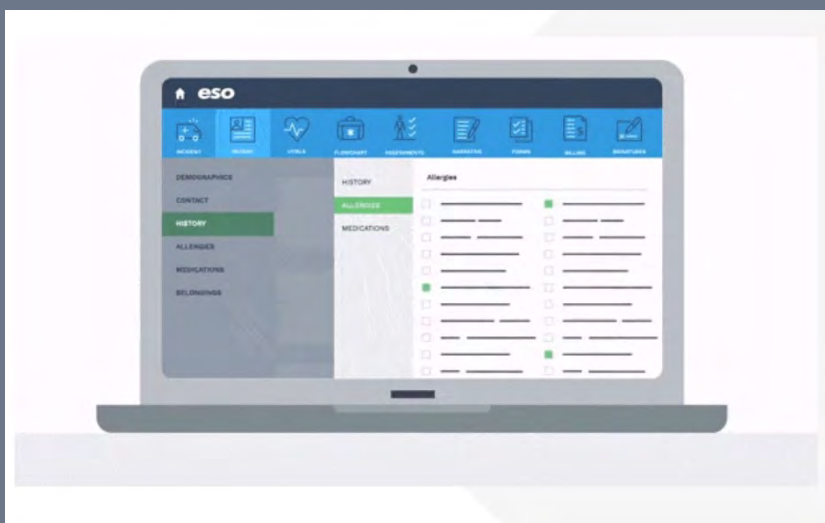 eso
INCIDENT HISTORY VITALS FLOWCHART ASSESSMENTS NARRATIVE FORMS BILLING SIGNATURES
DEMOGRAPHICS
CONTACT
HISTORY
ALLERGIES
MEDICATIONS
BELONGINGS
HISTORY
ALLERGIES
MEDICATIONS
Allergies